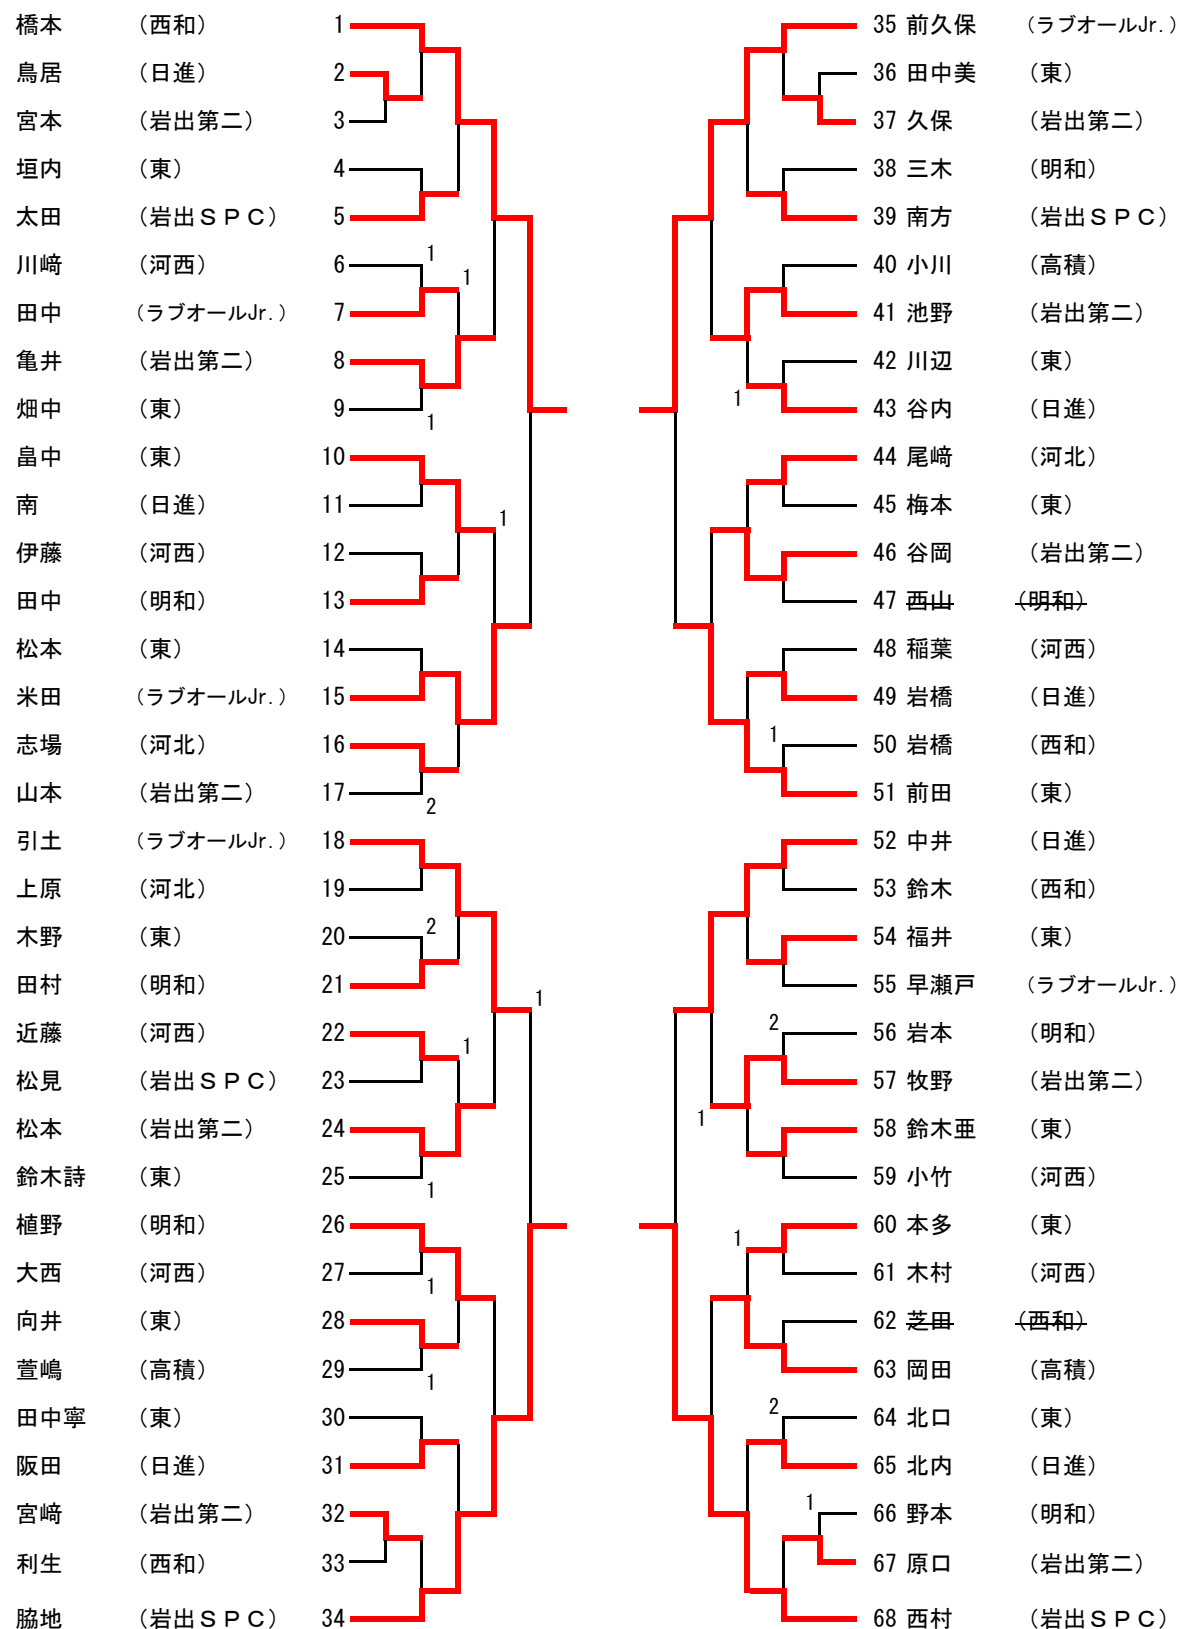 橋本 （西和） 1
鳥居 （日進） 2
宮本 （岩出第二） 3
垣内 （東） 4
太田 （岩出ＳＰＣ） 5
川﨑 （河西） 6
1
1
田中 （ラブオールJr.） 7
亀井 （岩出第二） 8
畑中 （東） 9
1
畠中 （東） 10
南 （日進） 11
1
伊藤 （河西） 12
田中 （明和） 13
松本 （東） 14
米田 （ラブオールJr.） 15
志場 （河北） 16
山本 （岩出第二） 17
2
引土 （ラブオールJr.） 18
上原 （河北） 19
木野 （東） 20
2
田村 （明和） 21
1
近藤 （河西） 22
1
松見 （岩出ＳＰＣ） 23
松本 （岩出第二） 24
鈴木詩 （東） 25
1
植野 （明和） 26
大西 （河西） 27
1
向井 （東） 28
萱嶋 （高積） 29
1
田中寧 （東） 30
阪田 （日進） 31
宮﨑 （岩出第二） 32
利生 （西和） 33
脇地 （岩出ＳＰＣ） 34
35 前久保 （ラブオールJr.）
36 田中美 （東）
37 久保 （岩出第二）
38 三木 （明和）
39 南方 （岩出ＳＰＣ）
40 小川 （高積）
41 池野 （岩出第二）
42 川辺 （東）
1
43 谷内 （日進）
44 尾﨑 （河北）
45 梅本 （東）
46 谷岡 （岩出第二）
47 西山 （明和）
48 稲葉 （河西）
49 岩橋 （日進）
1
50 岩橋 （西和）
51 前田 （東）
52 中井 （日進）
53 鈴木 （西和）
54 福井 （東）
55 早瀬戸 （ラブオールJr.）
2
56 岩本 （明和）
57 牧野 （岩出第二）
1
58 鈴木亜 （東）
59 小竹 （河西）
60 本多 （東）
1
61 木村 （河西）
62 芝田 （西和）
63 岡田 （高積）
2
64 北口 （東）
65 北内 （日進）
1
66 野本 （明和）
67 原口 （岩出第二）
68 西村 （岩出ＳＰＣ）